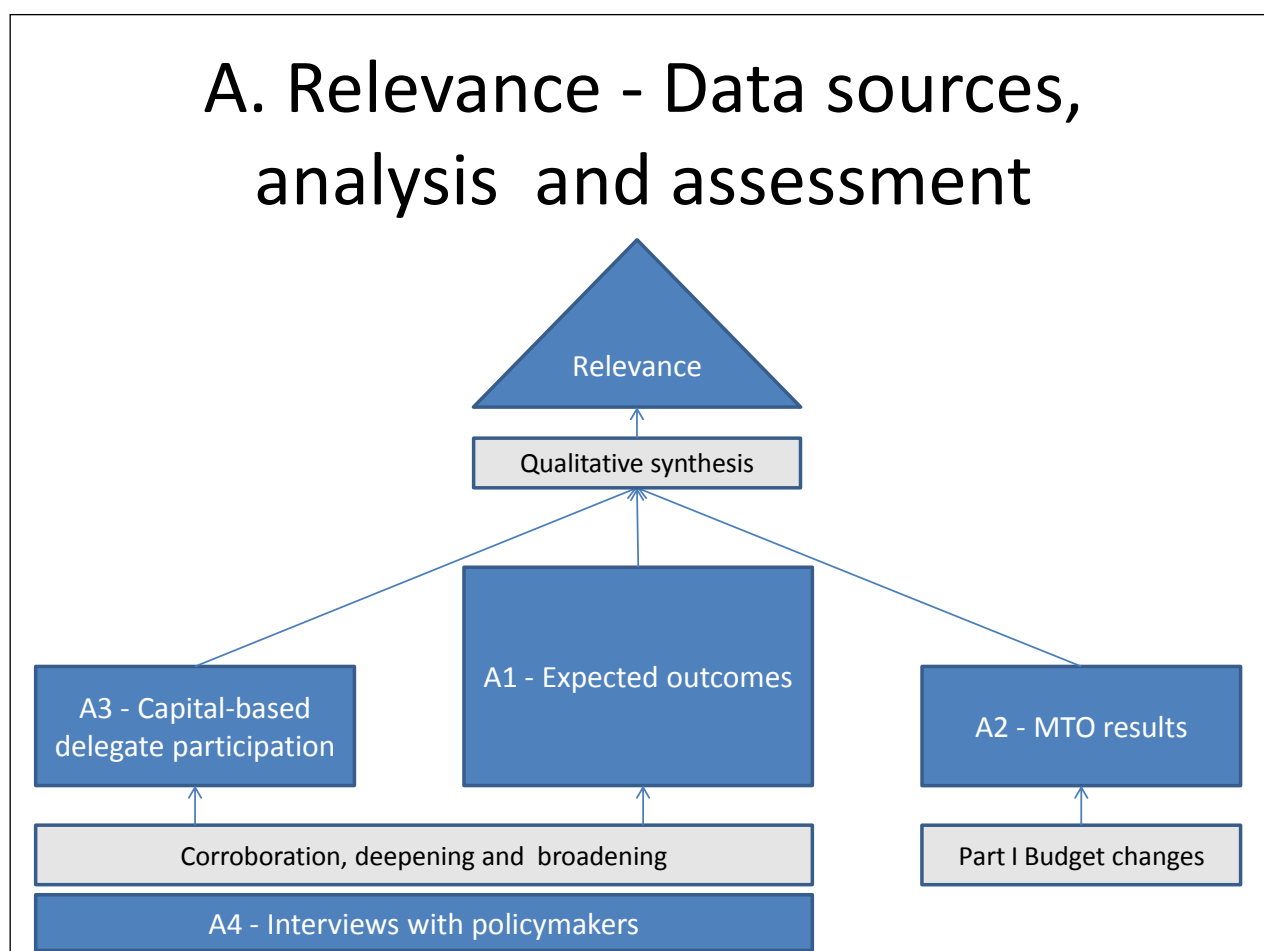 A. Relevance - Data sources,
analysis  and assessment
Relevance
Qualitative synthesis
A1 - Expected outcomes
A3 - Capital-based
delegate participation
A2 - MTO results
Corroboration, deepening and  broadening
Part I Budget changes
A4 - Interviews with policymakers